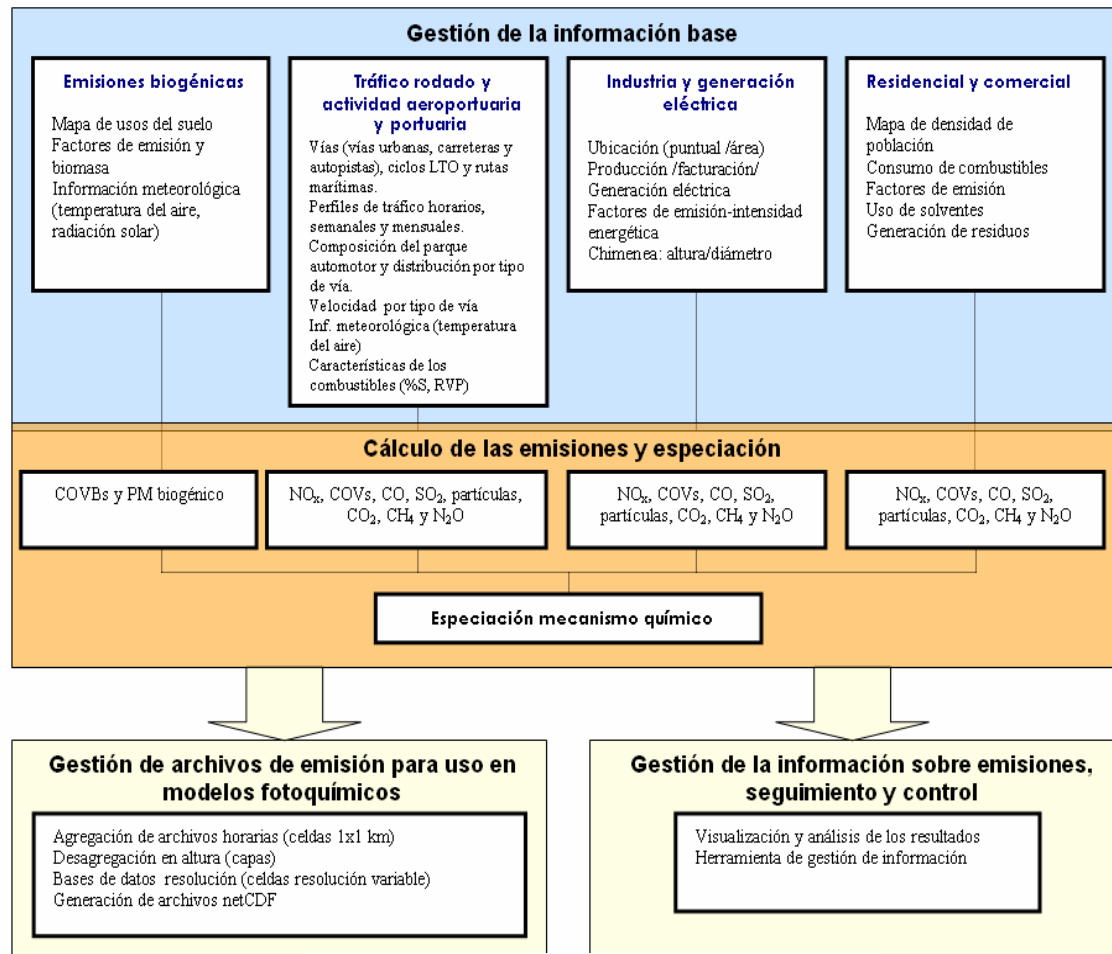 Gestión de la información base
Emisiones biogénicas
Mapa de usos del suelo
Factores de emisión y
biomasa
Información meteorológica
(temperatura del aire,
radiación solar)
Tráfico rodado y
actividad aeroportuaria
y portuaria
Vías (vías urbanas, carreteras y
autopistas), ciclos LTO y rutas
marítimas.
Perfiles de tráfico horarios,
semanales y mensuales.
Composición del parque
automotor y distribución por tipo
de vía.
Velocidad por tipo de vía
Inf. meteorológica (temperatura
del aire)
Características de los
combustibles (%S, RVP)
Industria y generación
eléctrica
Ubicación (puntual /área)
Producción /facturación/
Generación eléctrica
Factores de emisión-intensidad
energética
Chimenea: altura/diámetro
Residencial y comercial
Mapa de densidad de
población
Consumo de combustibles
Factores de emisión
Uso de solventes
Generación de residuos
Cálculo de las emisiones y especiación
COVBs y PM biogénico
NOₓ, COVs, CO, SO₂, partículas,
CO₂, CH₄ y N₂O
NOₓ, COVs, CO, SO₂,
partículas, CO₂, CH₄ y N₂O
NOₓ, COVs, CO, SO₂,
partículas, CO₂, CH₄ y N₂O
Especiación mecanismo químico
Gestión de archivos de emisión para uso en
modelos fotoquímicos
Agregación de archivos horarias (celdas 1x1 km)
Desagregación en altura (capas)
Bases de datos resolución (celdas resolución variable)
Generación de archivos netCDF
Gestión de la información sobre emisiones,
seguimiento y control
Visualización y análisis de los resultados
Herramienta de gestión de información